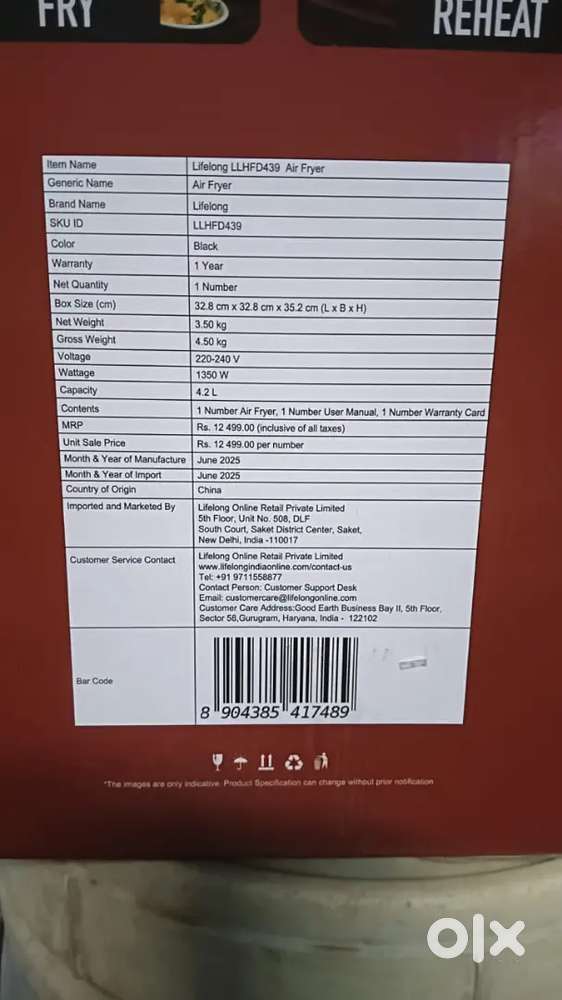 FRY
REHEAT
Item Name Lifelong LLHFD439 Air Fryer
Generic Name Air Fryer
Brand Name Lifelong
SKU ID LLHFD439
Color Black
Warranty 1 Year
Net Quantity 1 Number
Box Size (cm) 32.8 cm x 32.8 cm x 35.2 cm (L x B x H)
Net Weight 3.50 kg
Gross Weight 4.50 kg
Voltage 220-240 V
Wattage 1350 W
Capacity 4.2 L
Contents 1 Number Air Fryer, 1 Number User Manual, 1 Number Warranty Card
MRP Rs. 12 499.00 (inclusive of all taxes)
Unit Sale Price Rs. 12 499.00 per number
Month & Year of Manufacture June 2025
Month & Year of Import June 2025
Country of Origin China
Imported and Marketed By Lifelong Online Retail Private Limited
5th Floor, Unit No. 508, DLF
South Court, Saket District Center, Saket,
New Delhi, India -110017
Customer Service Contact Lifelong Online Retail Private Limited
www.lifelongindiaonline.com/contact-us
Tel: +91 9711558877
Contact Person: Customer Support Desk
Email: customercare@lifelongonline.com
Customer Care Address:Good Earth Business Bay II, 5th Floor,
Sector 58,Gurugram, Haryana, India - 122102
Bar Code
8 904385 417489
*The images are only indicative. Product Specification can change without prior notification
olx